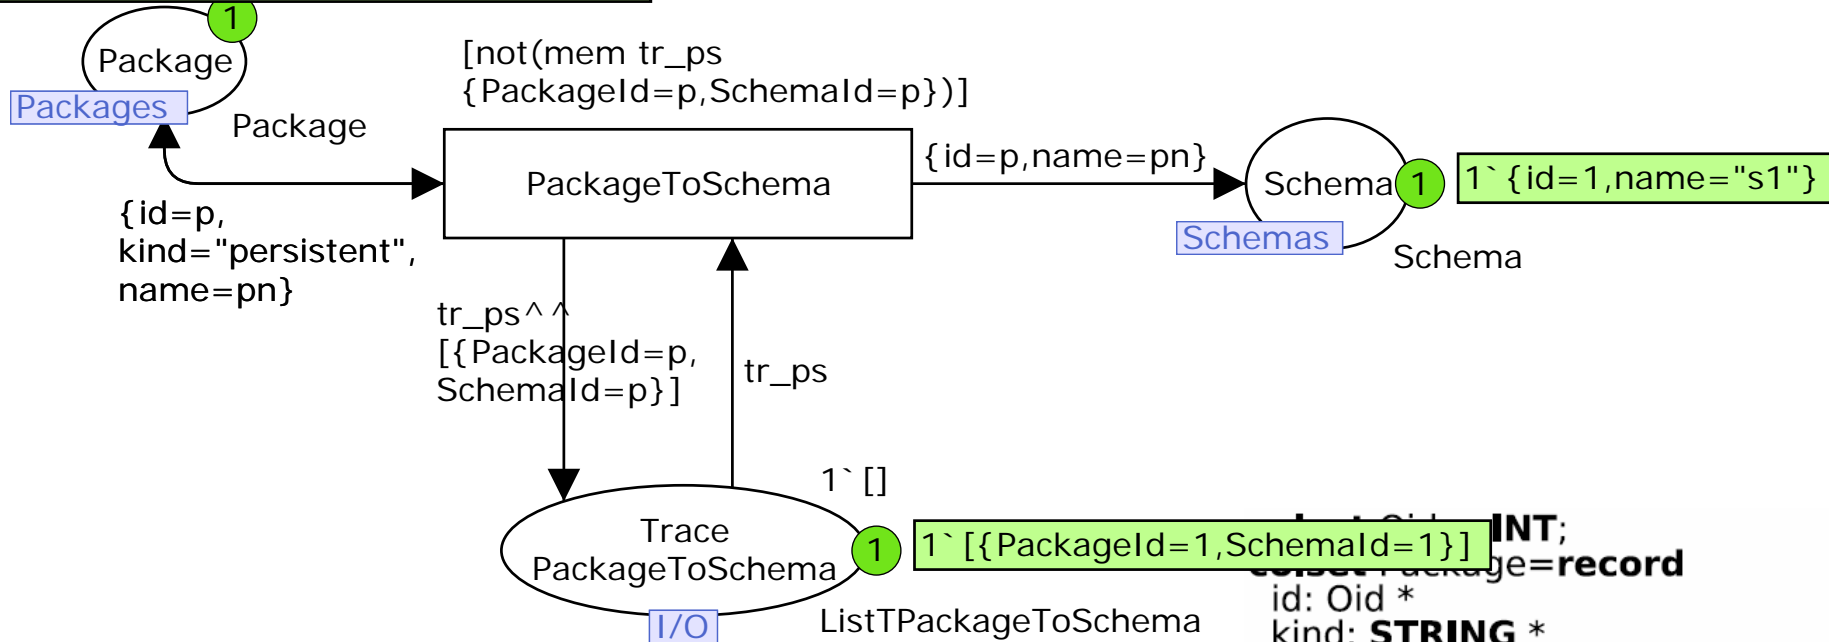 1
Package
Packages
Package
[not(mem tr_ps
{PackageId=p,SchemaId=p})]
PackageToSchema
{id=p,name=pn}
Schema
1
1`{id=1,name="s1"}
Schemas
Schema
{id=p,
kind="persistent",
name=pn}
tr_ps^^
[{PackageId=p,
SchemaId=p}]
tr_ps
1`[]
Trace
PackageToSchema
1
1`[{PackageId=1,SchemaId=1}]
I/O
ListTPackageToSchema
INT;
ge=record
id: Oid *
kind: STRING *